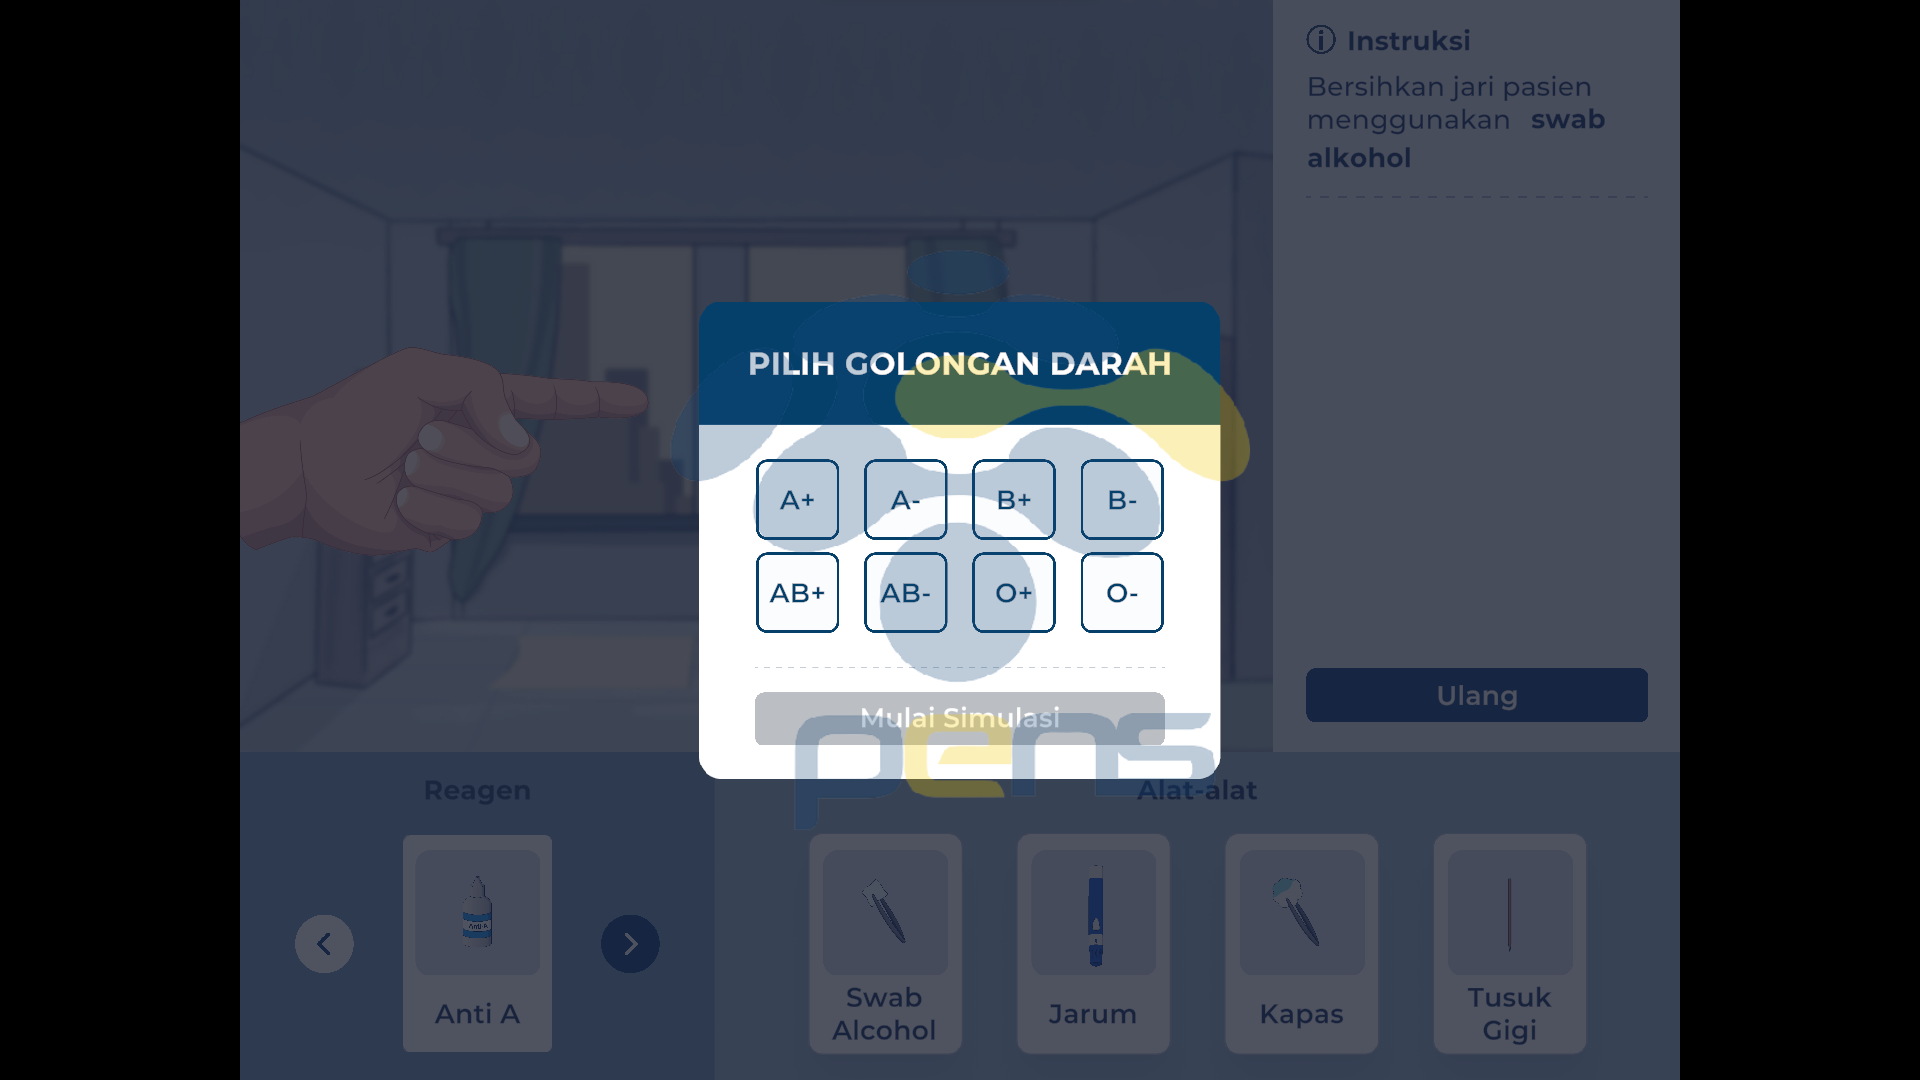 Instruksi
Bersihkan jari pasien
menggunakan swab
alkohol
PILIH GOLONGAN DARAH
A+ A- B+ B-
AB+ AB- O+ O-
Mulai Simulasi
Ulang
pens
Reagen
Alat-alat
Anti-A
Anti A
Swab
Alcohol
Jarum
Kapas
Tusuk
Gigi